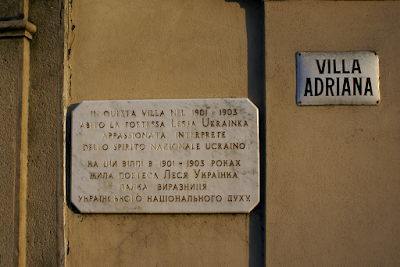 IN QUESTA VILLA NEL 1901 - 1903
ABITÒ LA POETESSA LESIA UKRAINKA
APPASSIONATA INTERPRETE
DELLO SPIRITO NAZIONALE UCRAINO
НА ЦІЙ ВІЛЛІ В 1901 - 1903 РОКАХ
ЖИЛА ПОЕТЕСА ЛЕСЯ УКРАЇНКА
ПАЛКА ВИРАЗНИЦЯ
УКРАЇНСЬКОГО НАЦІОНАЛЬНОГО ДУХУ
VILLA
ADRIANA